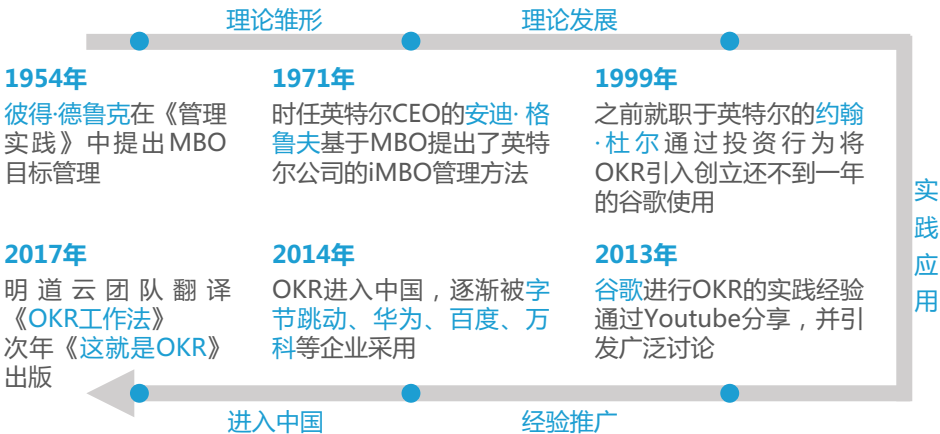 理论雏形
理论发展
1954年
彼得·德鲁克在《管理
实践》中提出MBO
目标管理
1971年
时任英特尔CEO的安迪· 格
鲁夫基于MBO提出了英特
尔公司的iMBO管理方法
1999年
之前就职于英特尔的约翰
·杜尔通过投资行为将
OKR引入创立还不到一年
的谷歌使用
实
践
应
用
2013年
谷歌进行OKR的实践经验
通过Youtube分享，并引
发广泛讨论
2014年
OKR进入中国，逐渐被字
节跳动、华为、百度、万
科等企业采用
2017年
明道云团队翻译
《OKR工作法》
次年《这就是OKR》
出版
进入中国
经验推广